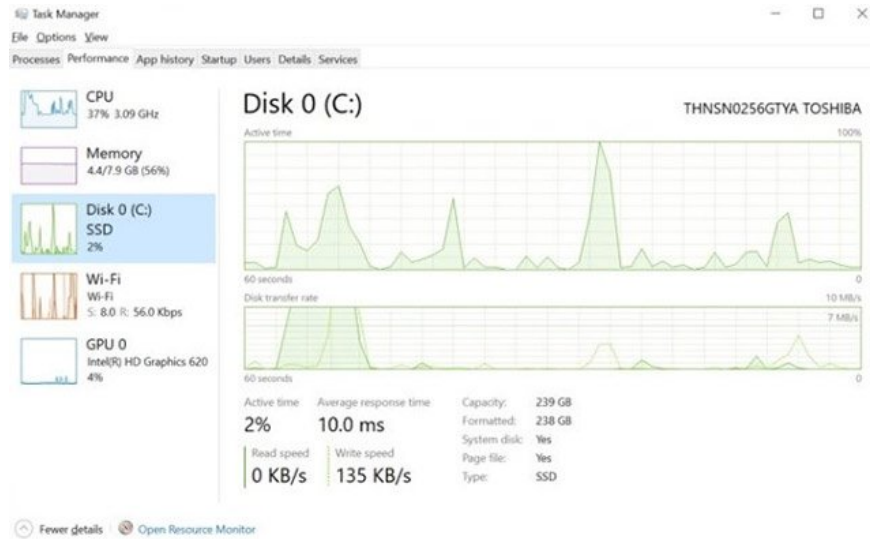 Task Manager
File Options View
Processes Performance App history Startup Users Details Services
CPU
37% 3.09 GHz
Memory
4.4/7.9 GB (56%)
Disk 0 (C:)
SSD
2%
Wi-Fi
Wi-Fi
S: 8.0 R: 56.0 Kbps
GPU 0
Intel(R) HD Graphics 620
4%
Disk 0 (C:) THNSN0256GTYA TOSHIBA
Active time 100%
60 seconds 0
Disk transfer rate 10 MB/s
7 MB/s
60 seconds 0
Active time Average response time
2% 10.0 ms
Read speed Write speed
0 KB/s 135 KB/s
Capacity: 239 GB
Formatted: 238 GB
System disk: Yes
Page file: Yes
Type: SSD
Fewer details Open Resource Monitor